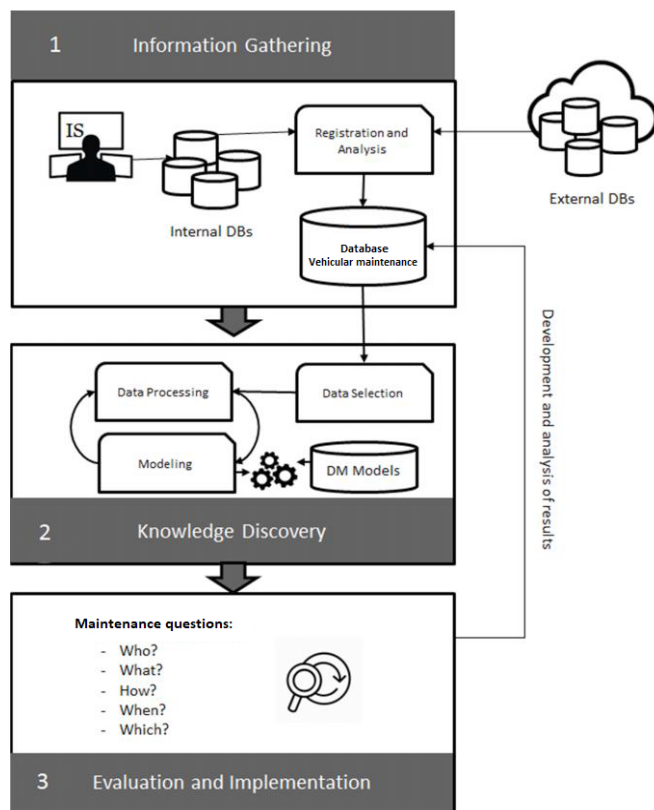 1 Information Gathering
IS
Registration and
Analysis
Internal DBs
External DBs
Database
Vehicular maintenance
Development and analysis of results
Data Processing
Data Selection
Modeling
DM Models
2 Knowledge Discovery
Maintenance questions:
- Who?
- What?
- How?
- When?
- Which?
3 Evaluation and Implementation